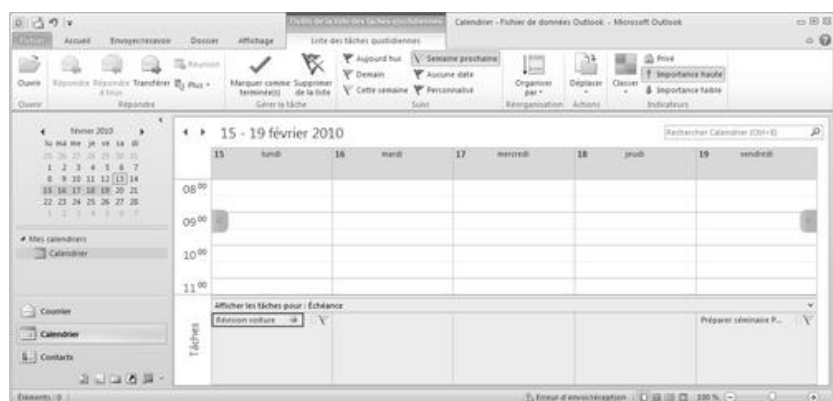 Outils de la liste des tâches quotidiennes
Calendrier - Fichier de données Outlook - Microsoft Outlook
Fichier Accueil Envoyer/recevoir Dossier Affichage Liste des tâches quotidiennes
Ouvrir
Répondre
Répondre à tous
Transférer
Réunion
Plus
Marquer comme terminée(s)
Supprimer de la liste
Aujourd'hui
Demain
Cette semaine
Semaine prochaine
Aucune date
Personnalisé
Organiser par
Déplacer
Classer
Privé
Importance haute
Importance faible
Ouvrir Répondre Gérer la tâche Suivi Réorganisation Actions Indicateurs
février 2010
lu ma me je ve sa di
25 26 27 28 29 30 31
1 2 3 4 5 6 7
8 9 10 11 12 13 14
15 16 17 18 19 20 21
22 23 24 25 26 27 28
1 2 3 4 5 6 7
Mes calendriers
Calendrier
Courrier
Calendrier
Contacts
15 - 19 février 2010
Rechercher Calendrier (Ctrl+E)
15 lundi 16 mardi 17 mercredi 18 jeudi 19 vendredi
08 00
09 00
10 00
11 00
Afficher les tâches pour : Échéance
Tâches
Révision voiture
Préparer séminaire P...
Éléments : 0
Erreur d'envoi/réception
100 %